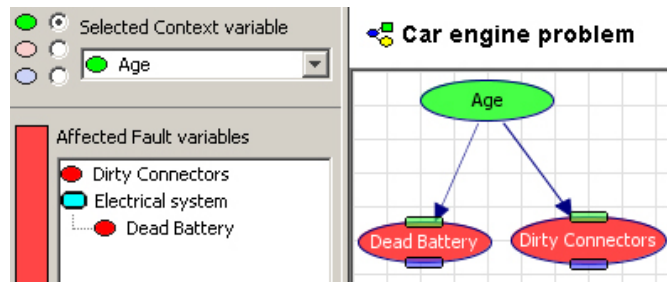 Selected Context variable
Age
Affected Fault variables
Dirty Connectors
Electrical system
Dead Battery
Car engine problem
Age
Dead Battery
Dirty Connectors